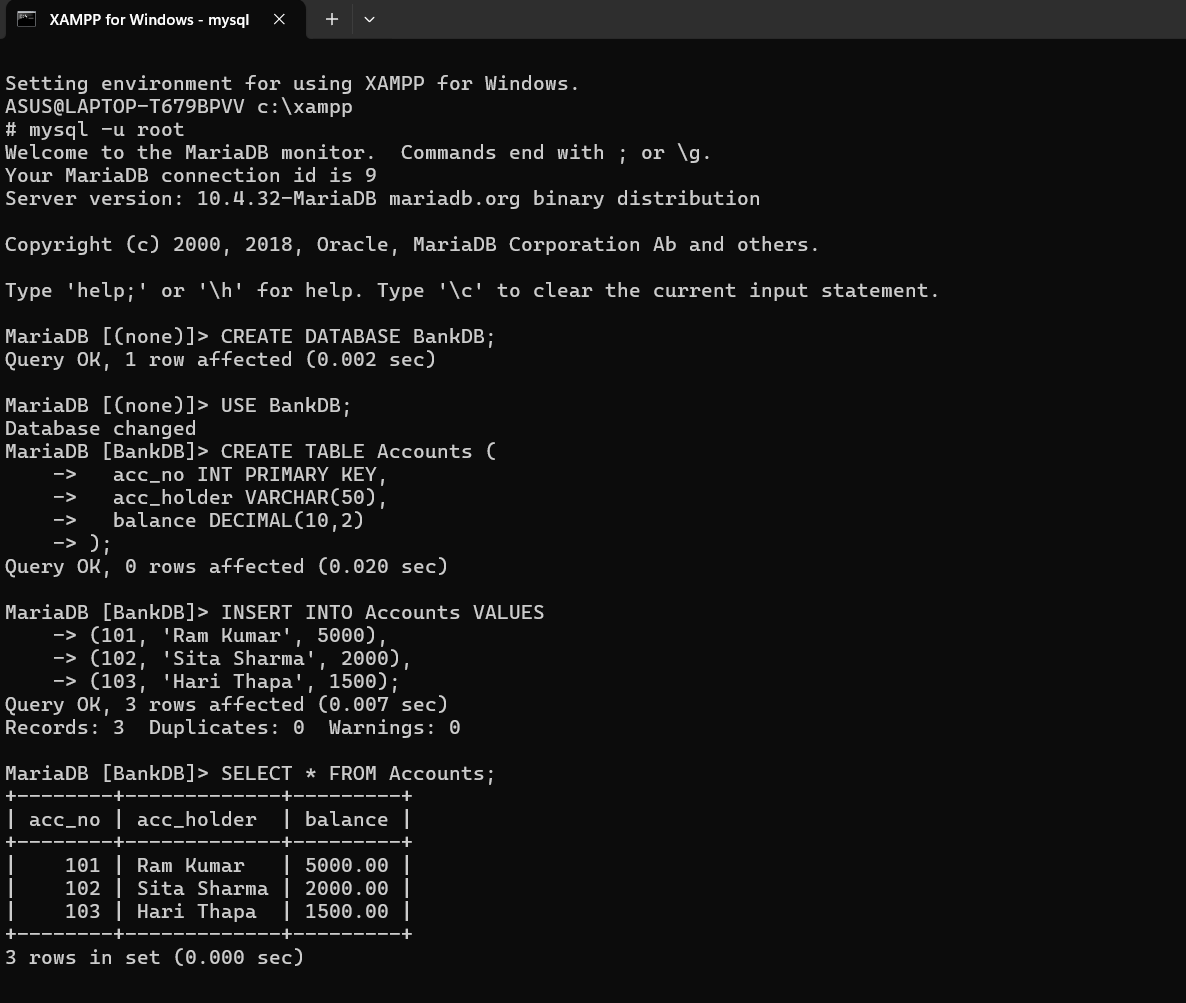 XAMPP for Windows - mysql
Setting environment for using XAMPP for Windows.
ASUS@LAPTOP-T679BPVV c:\xampp
# mysql -u root
Welcome to the MariaDB monitor.  Commands end with ; or \g.
Your MariaDB connection id is 9
Server version: 10.4.32-MariaDB mariadb.org binary distribution

Copyright (c) 2000, 2018, Oracle, MariaDB Corporation Ab and others.

Type 'help;' or '\h' for help. Type '\c' to clear the current input statement.

MariaDB [(none)]> CREATE DATABASE BankDB;
Query OK, 1 row affected (0.002 sec)

MariaDB [(none)]> USE BankDB;
Database changed
MariaDB [BankDB]> CREATE TABLE Accounts (
    ->   acc_no INT PRIMARY KEY,
    ->   acc_holder VARCHAR(50),
    ->   balance DECIMAL(10,2)
    -> );
Query OK, 0 rows affected (0.020 sec)

MariaDB [BankDB]> INSERT INTO Accounts VALUES
    -> (101, 'Ram Kumar', 5000),
    -> (102, 'Sita Sharma', 2000),
    -> (103, 'Hari Thapa', 1500);
Query OK, 3 rows affected (0.007 sec)
Records: 3  Duplicates: 0  Warnings: 0

MariaDB [BankDB]> SELECT * FROM Accounts;
+--------+-------------+---------+
| acc_no | acc_holder  | balance |
+--------+-------------+---------+
|    101 | Ram Kumar   | 5000.00 |
|    102 | Sita Sharma | 2000.00 |
|    103 | Hari Thapa  | 1500.00 |
+--------+-------------+---------+
3 rows in set (0.000 sec)